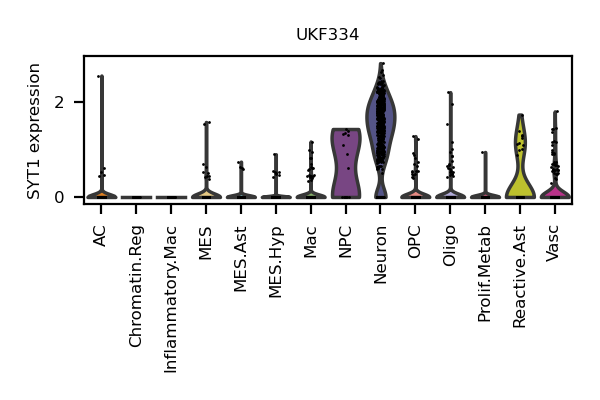 UKF334
SYT1 expression
2
0
AC
Chromatin.Reg
Inflammatory.Mac
MES
MES.Ast
MES.Hyp
Mac
NPC
Neuron
OPC
Oligo
Prolif.Metab
Reactive.Ast
Vasc